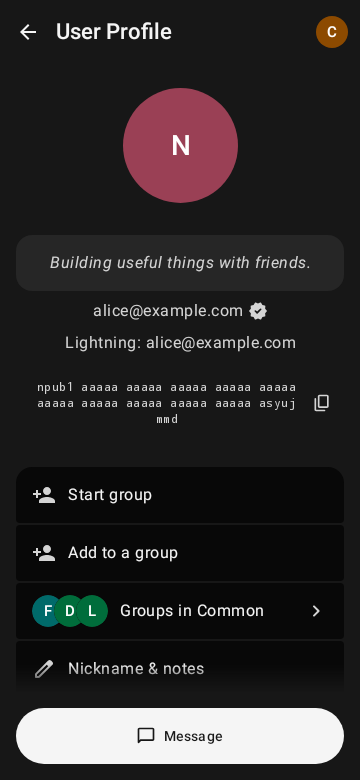 User Profile
C
N
Building useful things with friends.
alice@example.com
Lightning: alice@example.com
npub1 aaaaa aaaaa aaaaa aaaaa aaaaa
aaaaa aaaaa aaaaa aaaaa aaaaa asyuj
mmd
Start group
Add to a group
F D L Groups in Common
Nickname & notes
Message